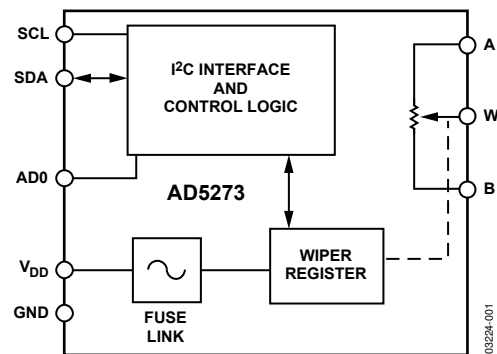 SCL
SDA
AD0
V_DD
GND
I²C INTERFACE
AND
CONTROL LOGIC
AD5273
FUSE
LINK
WIPER
REGISTER
A
W
B
03224-001